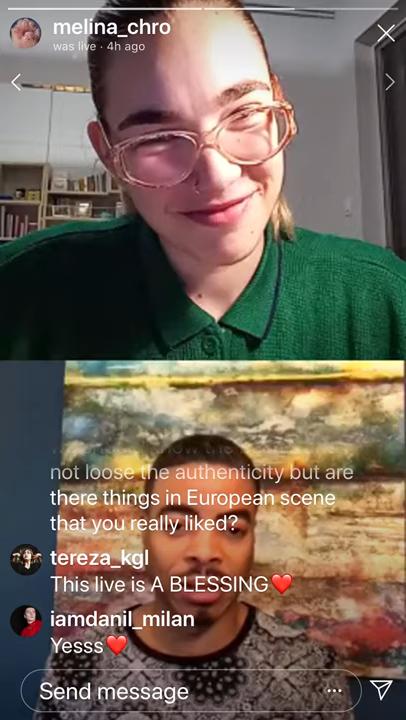 melina_chro
was live · 4h ago
not loose the authenticity but are
there things in European scene
that you really liked?
tereza_kgl
This live is A BLESSING❤️
iamdanil_milan
Yesss❤️
Send message